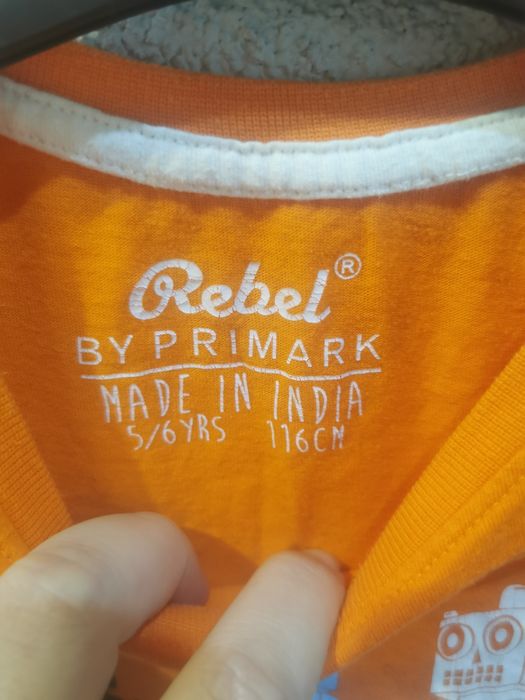 Rebel®
BY PRIMARK
MADE IN INDIA
5/6YRS 116CM